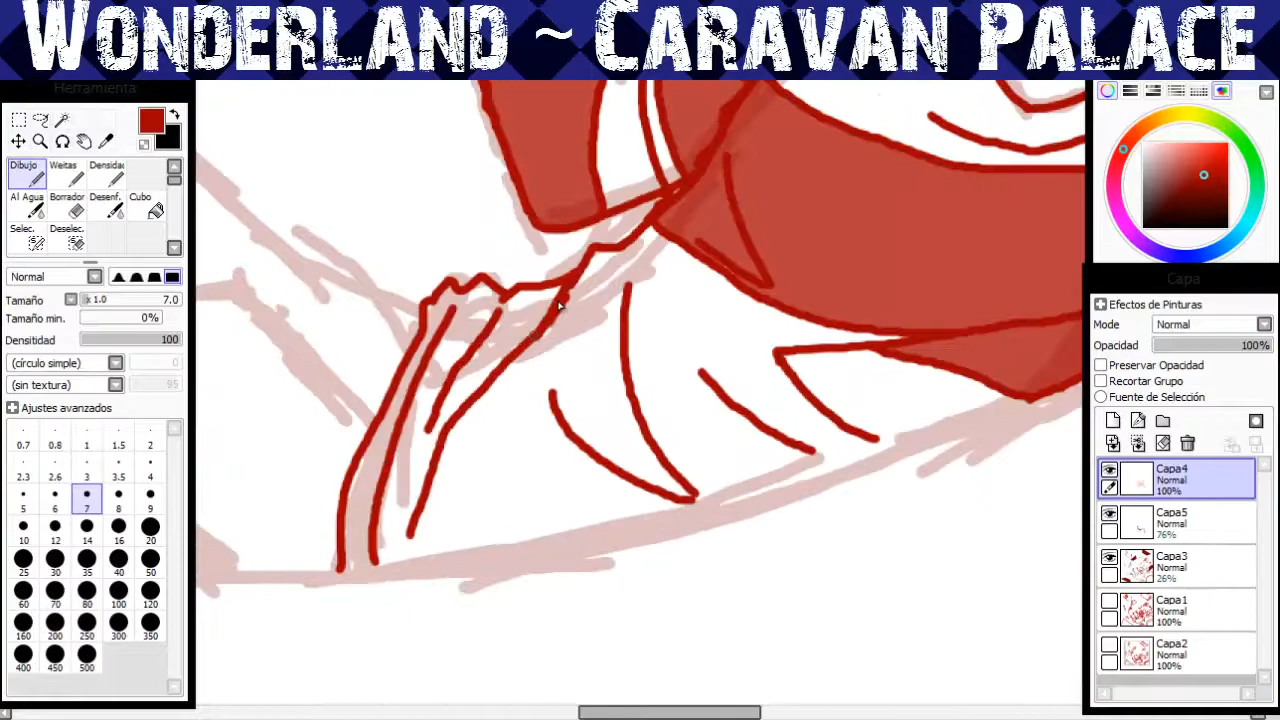 WONDERLAND ~ CARAVAN PALACE
Herramienta
Dibujo Weitas Densidad
Al Agua Borrador Desenf. Cubo
Selec. Deselec.
Normal
Tamaño x 1.0 7.0
Tamaño min. 0%
Densidad 100
(círculo simple) 0
(sin textura) 95
Ajustes avanzados
0.7 0.8 1 1.5 2
2.3 2.6 3 3.5 4
5 6 7 8 9
10 12 14 16 20
25 30 35 40 50
60 70 80 100 120
160 200 250 300 350
400 450 500
Capa
Efectos de Pinturas
Mode Normal
Opacidad 100%
Preservar Opacidad
Recortar Grupo
Fuente de Selección
Capa4
Normal
100%
Capa5
Normal
76%
Capa3
Normal
26%
Capa1
Normal
100%
Capa2
Normal
100%